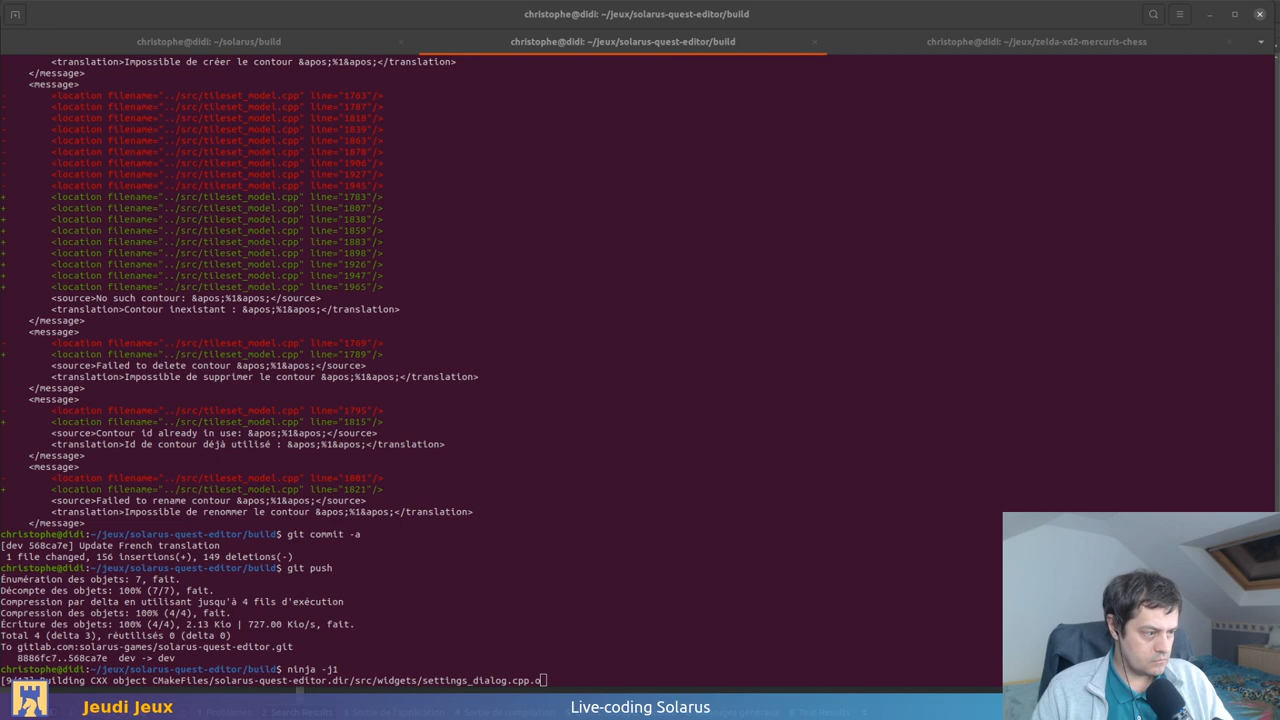 christophe@didi: ~/jeux/solarus-quest-editor/build
christophe@didi: ~/solarus/build
christophe@didi: ~/jeux/solarus-quest-editor/build
christophe@didi: ~/jeux/zelda-xd2-mercuris-chess
<translation>Impossible de créer le contour &apos;%1&apos;</translation>
</message>
<message>
- <location filename="../src/tileset_model.cpp" line="1763"/>
- <location filename="../src/tileset_model.cpp" line="1787"/>
- <location filename="../src/tileset_model.cpp" line="1818"/>
- <location filename="../src/tileset_model.cpp" line="1839"/>
- <location filename="../src/tileset_model.cpp" line="1863"/>
- <location filename="../src/tileset_model.cpp" line="1878"/>
- <location filename="../src/tileset_model.cpp" line="1906"/>
- <location filename="../src/tileset_model.cpp" line="1927"/>
- <location filename="../src/tileset_model.cpp" line="1945"/>
+ <location filename="../src/tileset_model.cpp" line="1783"/>
+ <location filename="../src/tileset_model.cpp" line="1807"/>
+ <location filename="../src/tileset_model.cpp" line="1838"/>
+ <location filename="../src/tileset_model.cpp" line="1859"/>
+ <location filename="../src/tileset_model.cpp" line="1883"/>
+ <location filename="../src/tileset_model.cpp" line="1898"/>
+ <location filename="../src/tileset_model.cpp" line="1926"/>
+ <location filename="../src/tileset_model.cpp" line="1947"/>
+ <location filename="../src/tileset_model.cpp" line="1965"/>
<source>No such contour: &apos;%1&apos;</source>
<translation>Contour inexistant : &apos;%1&apos;</translation>
</message>
<message>
- <location filename="../src/tileset_model.cpp" line="1769"/>
+ <location filename="../src/tileset_model.cpp" line="1789"/>
<source>Failed to delete contour &apos;%1&apos;</source>
<translation>Impossible de supprimer le contour &apos;%1&apos;</translation>
</message>
<message>
- <location filename="../src/tileset_model.cpp" line="1795"/>
+ <location filename="../src/tileset_model.cpp" line="1815"/>
<source>Contour id already in use: &apos;%1&apos;</source>
<translation>Id de contour déjà utilisé : &apos;%1&apos;</translation>
</message>
<message>
- <location filename="../src/tileset_model.cpp" line="1801"/>
+ <location filename="../src/tileset_model.cpp" line="1821"/>
<source>Failed to rename contour &apos;%1&apos;</source>
<translation>Impossible de renommer le contour &apos;%1&apos;</translation>
</message>
christophe@didi:~/jeux/solarus-quest-editor/build$ git commit -a
[dev 568ca7e] Update French translation
1 file changed, 156 insertions(+), 149 deletions(-)
christophe@didi:~/jeux/solarus-quest-editor/build$ git push
Énumération des objets: 7, fait.
Décompte des objets: 100% (7/7), fait.
Compression par delta en utilisant jusqu'à 4 fils d'exécution
Compression des objets: 100% (4/4), fait.
Écriture des objets: 100% (4/4), 2.13 Kio | 727.00 Kio/s, fait.
Total 4 (delta 3), réutilisés 0 (delta 0)
To gitlab.com:solarus-games/solarus-quest-editor.git
8886fc7..568ca7e dev -> dev
christophe@didi:~/jeux/solarus-quest-editor/build$ ninja -j1
Building CXX object CMakeFiles/solarus-quest-editor.dir/src/widgets/settings_dialog.cpp.o
Jeudi Jeux
Live-coding Solarus